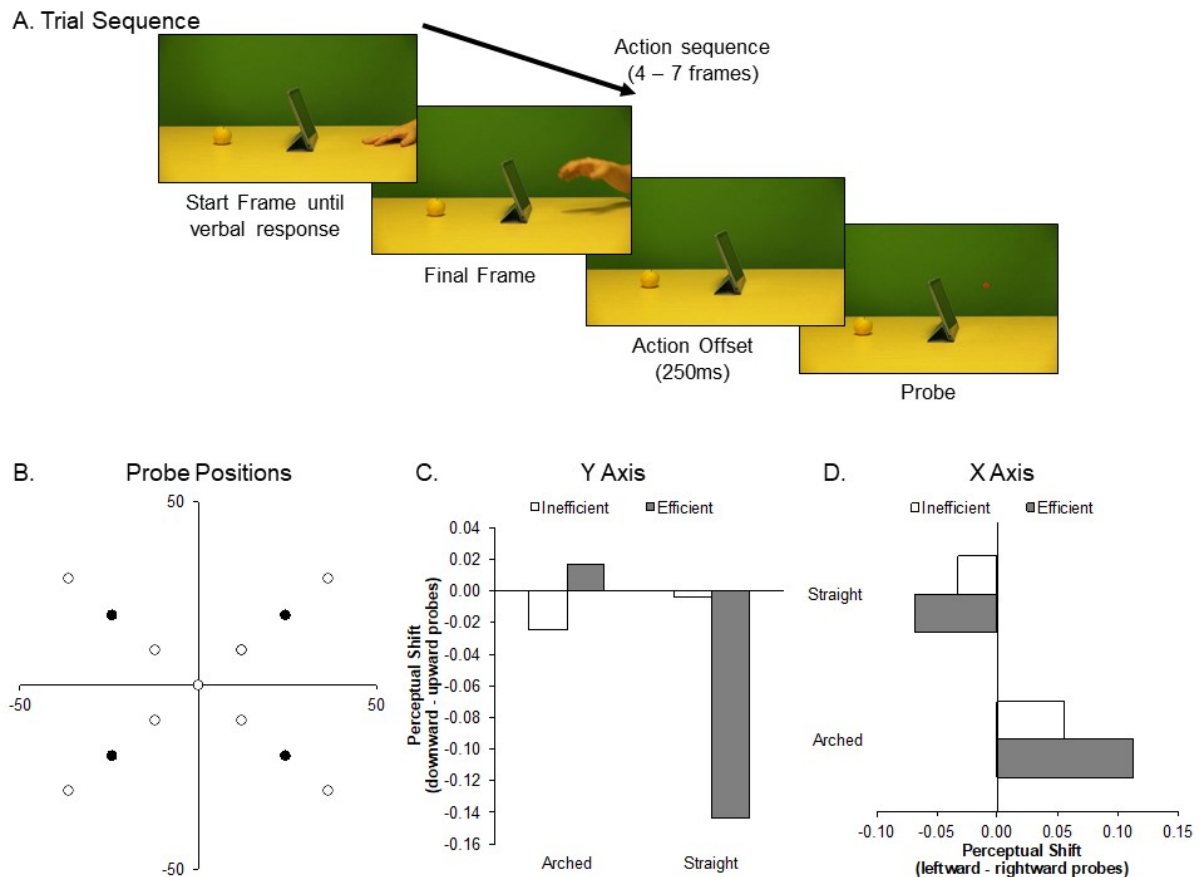 A. Trial Sequence
Action sequence
(4 – 7 frames)
Start Frame until
verbal response
Final Frame
Action Offset
(250ms)
Probe
B. Probe Positions
50
-50
50
-50
C. Y Axis
Inefficient Efficient
Perceptual Shift
(downward - upward probes)
0.04
0.02
0.00
-0.02
-0.04
-0.06
-0.08
-0.10
-0.12
-0.14
-0.16
Arched Straight
D. X Axis
Inefficient Efficient
Straight
Arched
-0.10 -0.05 0.00 0.05 0.10 0.15
Perceptual Shift
(leftward - rightward probes)